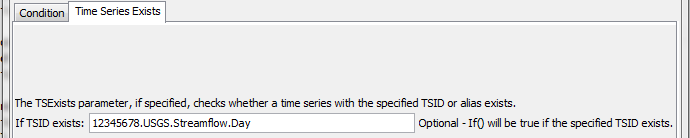 Condition Time Series Exists
The TSExists parameter, if specified, checks whether a time series with the specified TSID or alias exists.
If TSID exists: 12345678.USGS.Streamflow.Day Optional - If() will be true if the specified TSID exists.